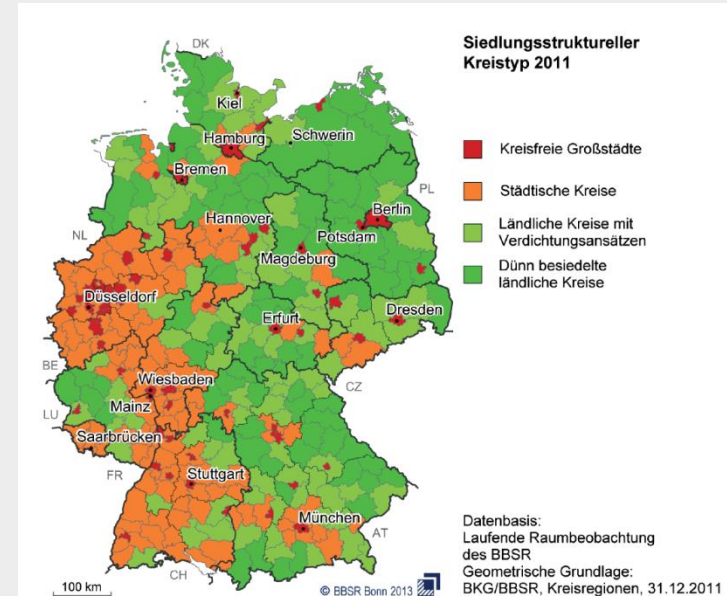 Siedlungsstruktureller
Kreistyp 2011
Kreisfreie Großstädte
Städtische Kreise
Ländliche Kreise mit
Verdichtungsansätzen
Dünn besiedelte
ländliche Kreise
DK
Kiel
Hamburg
Schwerin
Bremen
PL
Berlin
Hannover
Potsdam
NL
Magdeburg
Düsseldorf
Dresden
Erfurt
BE
Wiesbaden
CZ
Mainz
LU
Saarbrücken
FR
Stuttgart
München
AT
CH
100 km
© BBSR Bonn 2013
Datenbasis:
Laufende Raumbeobachtung
des BBSR
Geometrische Grundlage:
BKG/BBSR, Kreisregionen, 31.12.2011